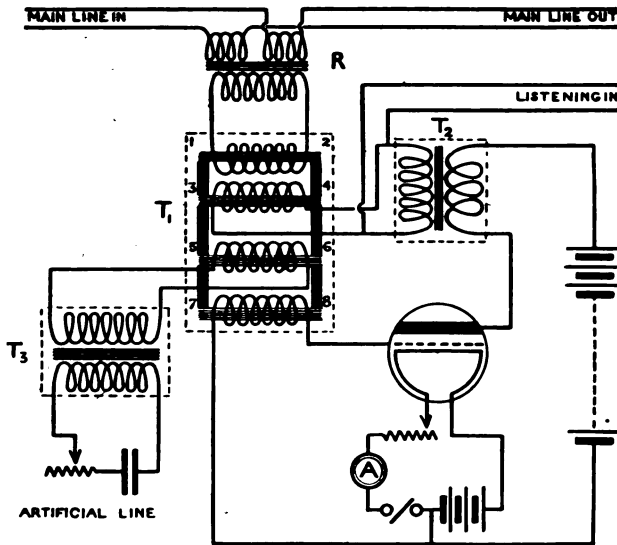 MAIN LINE IN
MAIN LINE OUT
R
LISTENING IN
T2
1
2
3
4
T1
5
6
7
8
T3
A
ARTIFICIAL LINE